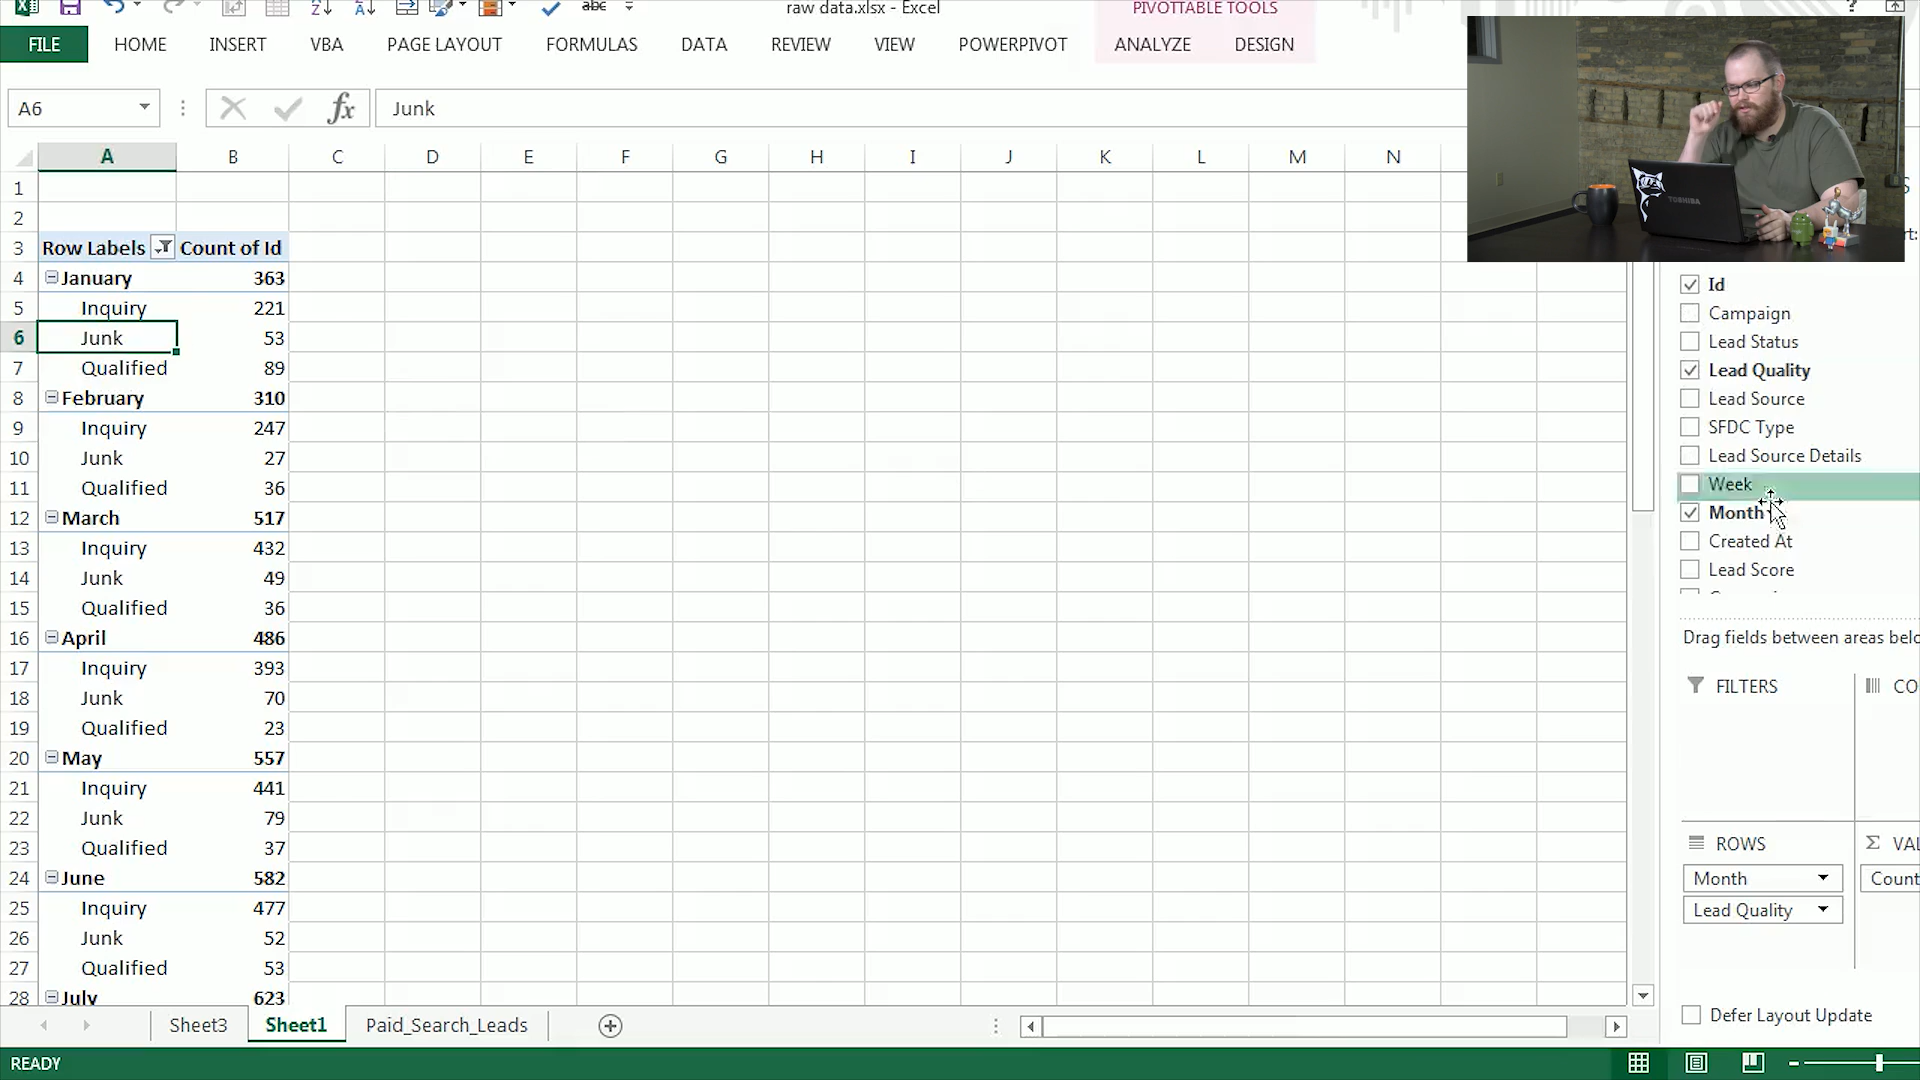 raw data.xlsx - Excel
PIVOTTABLE TOOLS
FILE HOME INSERT VBA PAGE LAYOUT FORMULAS DATA REVIEW VIEW POWERPIVOT ANALYZE DESIGN
A6 fx Junk
A B C D E F G H I J K L M N
1
2
3 Row Labels Count of Id
4 January 363
5 Inquiry 221
6 Junk 53
7 Qualified 89
8 February 310
9 Inquiry 247
10 Junk 27
11 Qualified 36
12 March 517
13 Inquiry 432
14 Junk 49
15 Qualified 36
16 April 486
17 Inquiry 393
18 Junk 70
19 Qualified 23
20 May 557
21 Inquiry 441
22 Junk 79
23 Qualified 37
24 June 582
25 Inquiry 477
26 Junk 52
27 Qualified 53
28 July 623
TOSHIBA
Id
Campaign
Lead Status
Lead Quality
Lead Source
SFDC Type
Lead Source Details
Week
Month
Created At
Lead Score
Drag fields between areas belo
FILTERS CO
ROWS Σ VAL
Month Count
Lead Quality
Defer Layout Update
Sheet3 Sheet1 Paid_Search_Leads
READY